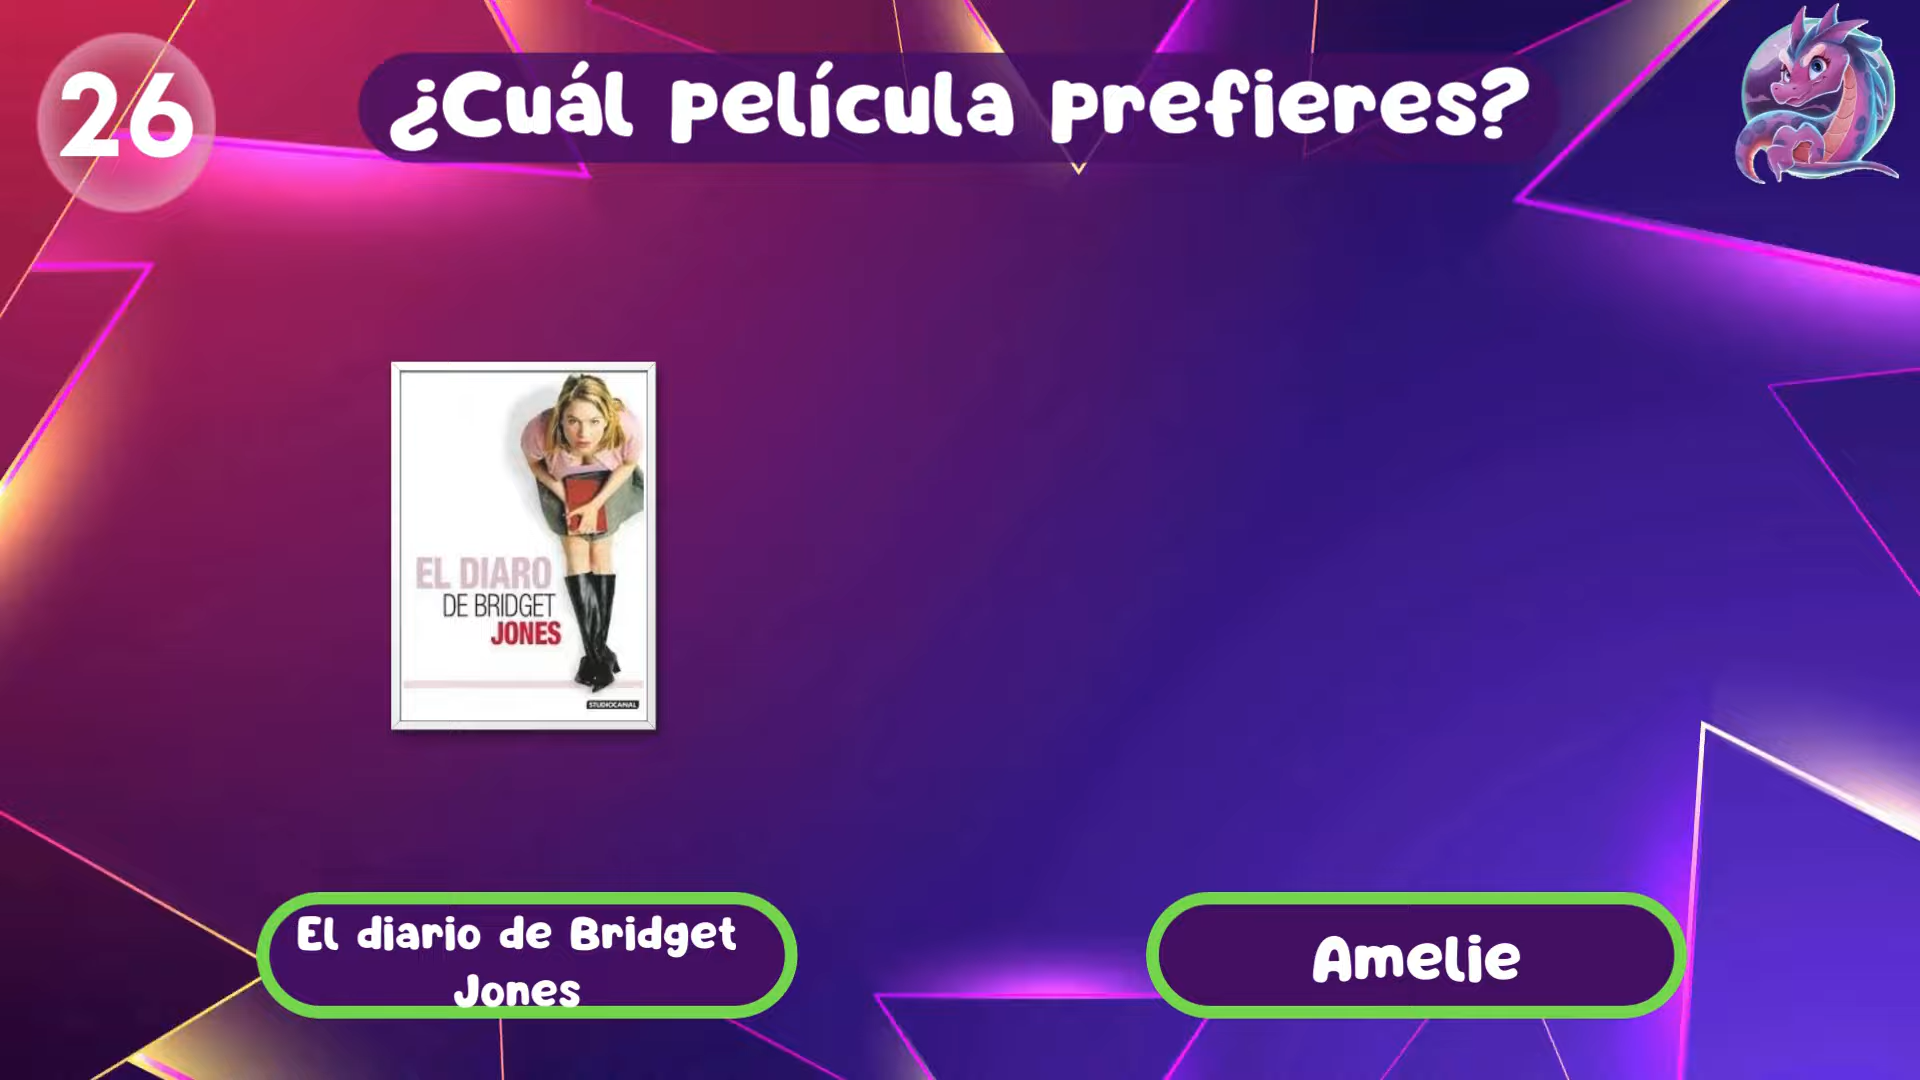 26
¿Cuál película prefieres?
EL DIARO
DE BRIDGET
JONES
STUDIOCANAL
El diario de Bridget
Jones
Amelie